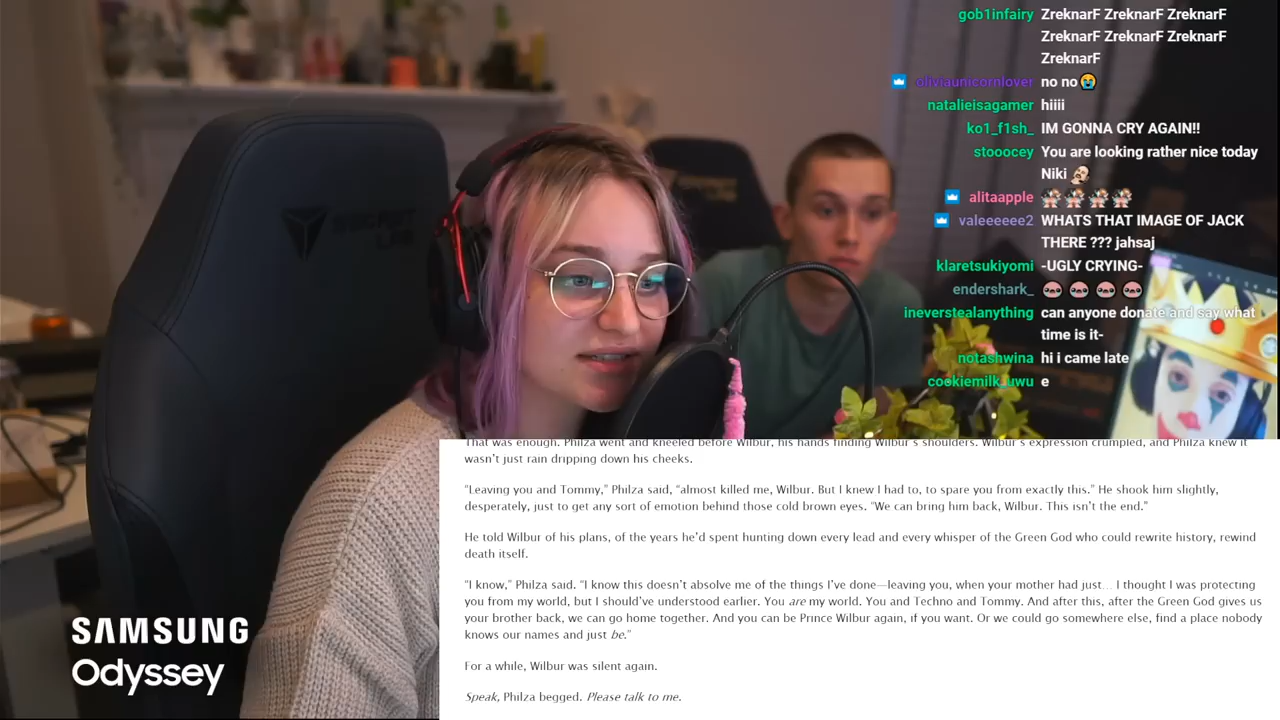 gob1infairy ZreknarF ZreknarF ZreknarF
ZreknarF ZreknarF ZreknarF
ZreknarF
oliviaunicornlover no no😭
natalieisagamer hiiii
ko1_f1sh_ IM GONNA CRY AGAIN!!
stooocey You are looking rather nice today
Niki
alitaapple
valeeeeee2 WHATS THAT IMAGE OF JACK
THERE ??? jahsaj
klaretsukiyomi -UGLY CRYING-
endershark_
ineverstealanything can anyone donate and say what
time is it-
notashwina hi i came late
cookiemilk_uwu e
That was enough. Philza went and kneeled before Wilbur, his hands finding Wilbur's shoulders. Wilbur's expression crumpled, and Philza knew it
wasn't just rain dripping down his cheeks.
"Leaving you and Tommy," Philza said, "almost killed me, Wilbur. But I knew I had to, to spare you from exactly this." He shook him slightly,
desperately, just to get any sort of emotion behind those cold brown eyes. "We can bring him back, Wilbur. This isn't the end."
He told Wilbur of his plans, of the years he'd spent hunting down every lead and every whisper of the Green God who could rewrite history, rewind
death itself.
"I know," Philza said. "I know this doesn't absolve me of the things I've done—leaving you, when your mother had just... I thought I was protecting
you from my world, but I should've understood earlier. You are my world. You and Techno and Tommy. And after this, after the Green God gives us
your brother back, we can go home together. And you can be Prince Wilbur again, if you want. Or we could go somewhere else, find a place nobody
knows our names and just be."
For a while, Wilbur was silent again.
Speak, Philza begged. Please talk to me.
SAMSUNG
Odyssey